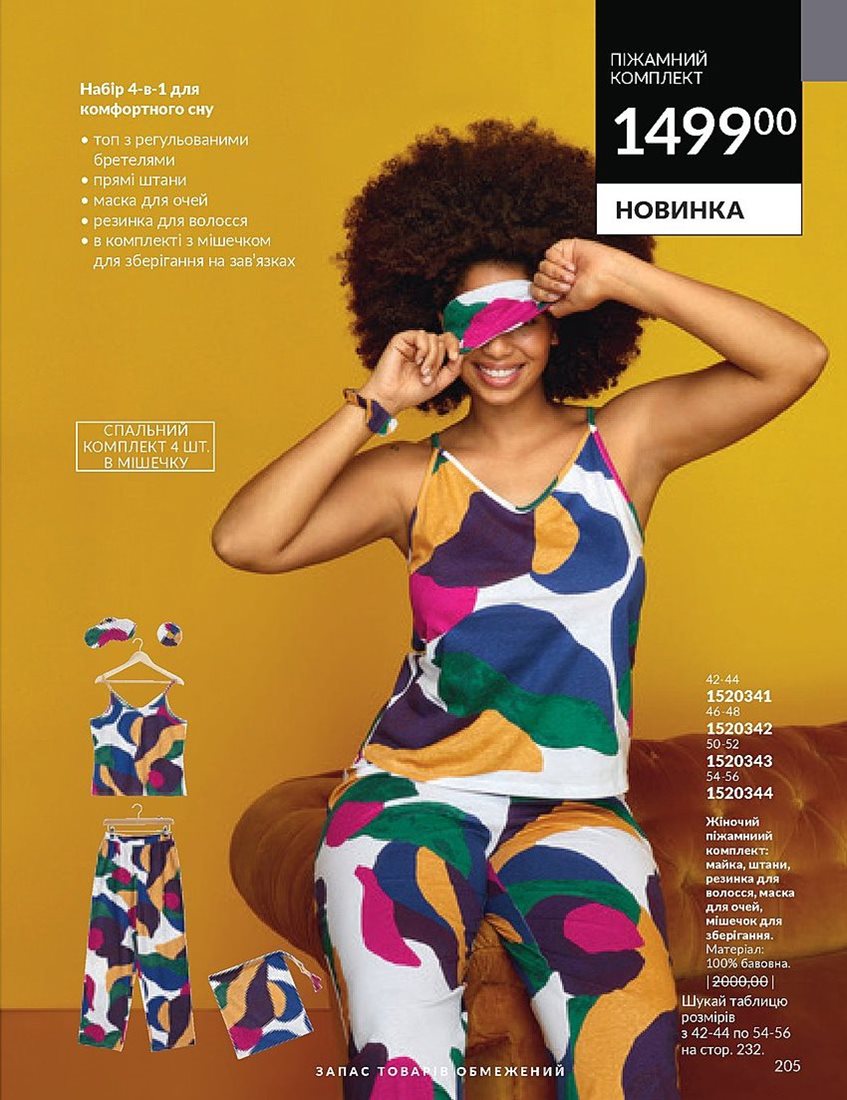 Набір 4-в-1 для
комфортного сну
• топ з регульованими
бретелями
• прямі штани
• маска для очей
• резинка для волосся
• в комплекті з мішечком
для зберігання на зав'язках
ПІЖАМНИЙ
КОМПЛЕКТ
1499⁰⁰
НОВИНКА
СПАЛЬНИЙ
КОМПЛЕКТ 4 ШТ.
В МІШЕЧКУ
42-44
1520341
46-48
1520342
50-52
1520343
54-56
1520344
Жіночий
піжамниий
комплект:
майка, штани,
резинка для
волосся, маска
для очей,
мішечок для
зберігання.
Матеріал:
100% бавовна.
| 2000,00 |
Шукай таблицю
розмірів
з 42-44 по 54-56
на стор. 232.
ЗАПАС ТОВАРІВ ОБМЕЖЕНИЙ
205